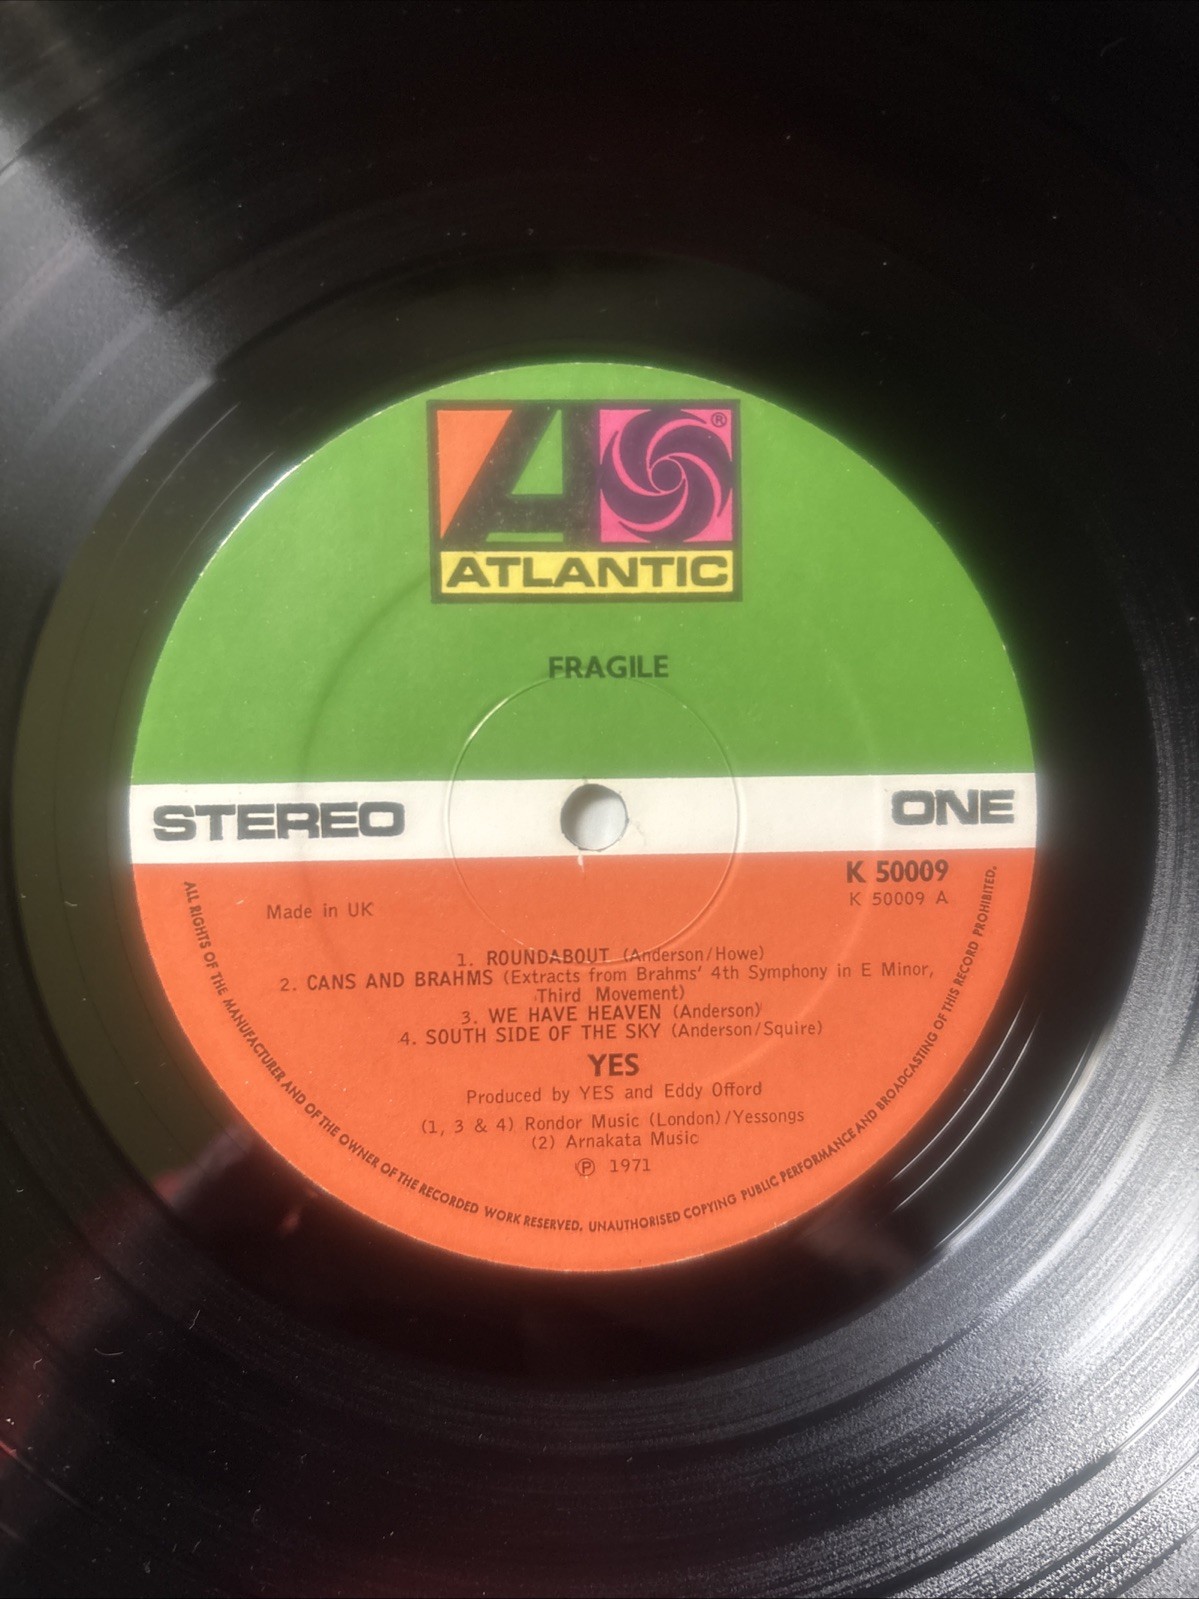 ®
ATLANTIC
FRAGILE
STEREO
ONE
K 50009
K 50009 A
Made in UK
1. ROUNDABOUT (Anderson/Howe)
2. CANS AND BRAHMS (Extracts from Brahms' 4th Symphony in E Minor,
Third Movement)
3. WE HAVE HEAVEN (Anderson)
4. SOUTH SIDE OF THE SKY (Anderson/Squire)
YES
Produced by YES and Eddy Offord
(1, 3 & 4) Rondor Music (London)/Yessongs
(2) Arnakata Music
℗ 1971
ALL RIGHTS OF THE MANUFACTURER AND OF THE OWNER OF THE RECORDED WORK RESERVED. UNAUTHORISED COPYING PUBLIC PERFORMANCE AND BROADCASTING OF THIS RECORD PROHIBITED.